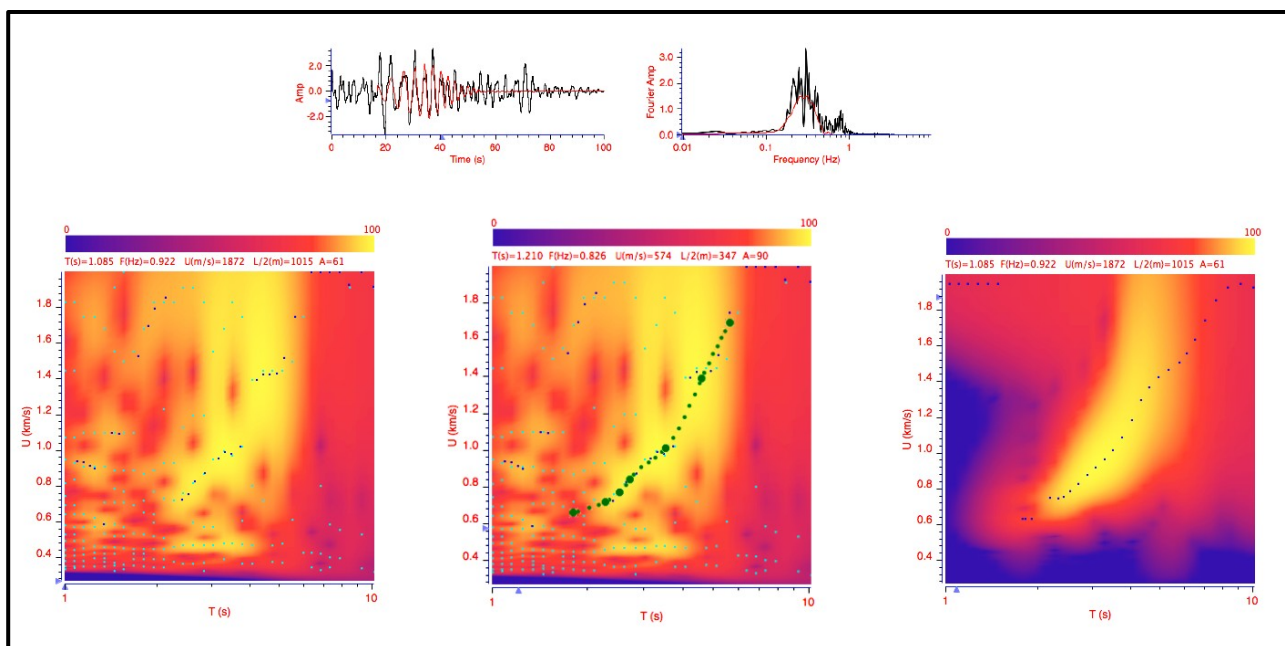 Amp
2.0
0.0
-2.0
0 20 40 60 80 100
Time (s)
Fourier Amp
3.0
2.0
1.0
0.0
0.01 0.1 1
Frequency (Hz)
0 100
T(s)=1.085 F(Hz)=0.922 U(m/s)=1872 L/2(m)=1015 A=61
U (km/s)
1.8
1.6
1.4
1.2
1.0
0.8
0.6
0.4
1 10
T (s)
0 100
T(s)=1.210 F(Hz)=0.826 U(m/s)=574 L/2(m)=347 A=90
U (km/s)
1.8
1.6
1.4
1.2
1.0
0.8
0.6
0.4
1 10
T (s)
0 100
T(s)=1.085 F(Hz)=0.922 U(m/s)=1872 L/2(m)=1015 A=61
U (km/s)
1.8
1.6
1.4
1.2
1.0
0.8
0.6
0.4
1 10
T (s)